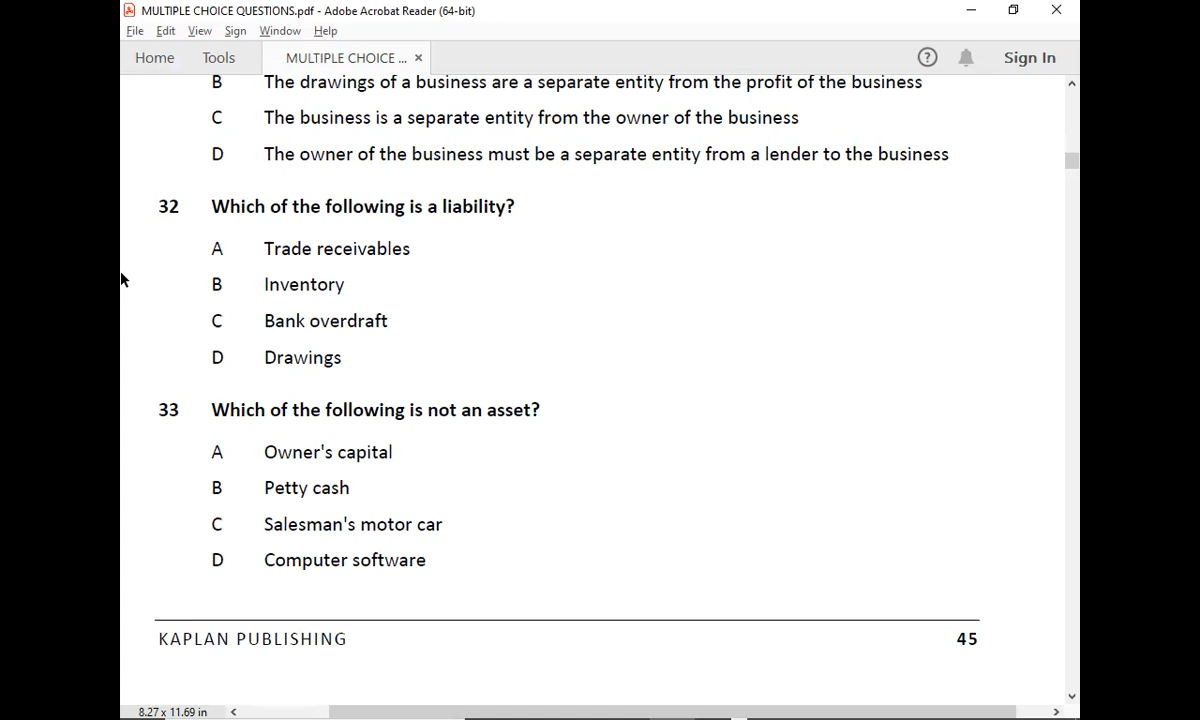 MULTIPLE CHOICE QUESTIONS.pdf - Adobe Acrobat Reader (64-bit)
File Edit View Sign Window Help
Home Tools MULTIPLE CHOICE ... × ? Sign In
B The drawings of a business are a separate entity from the profit of the business
C The business is a separate entity from the owner of the business
D The owner of the business must be a separate entity from a lender to the business
32 Which of the following is a liability?
A Trade receivables
B Inventory
C Bank overdraft
D Drawings
33 Which of the following is not an asset?
A Owner's capital
B Petty cash
C Salesman's motor car
D Computer software
KAPLAN PUBLISHING 45
8.27 x 11.69 in